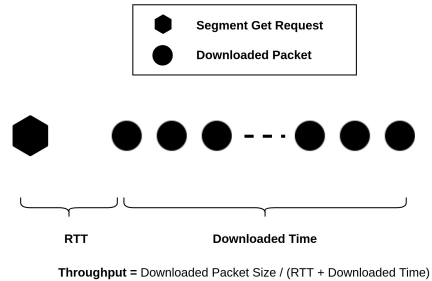 Segment Get Request
Downloaded Packet
RTT
Downloaded Time
Throughput = Downloaded Packet Size / (RTT + Downloaded Time)